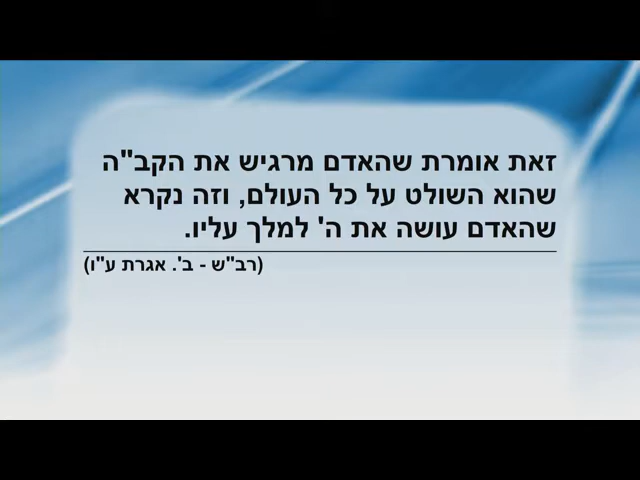 זאת אומרת שהאדם מרגיש את הקב"ה
שהוא השולט על כל העולם, וזה נקרא
שהאדם עושה את ה' למלך עליו.
(רב"ש - ב'. אגרת ע"ו)